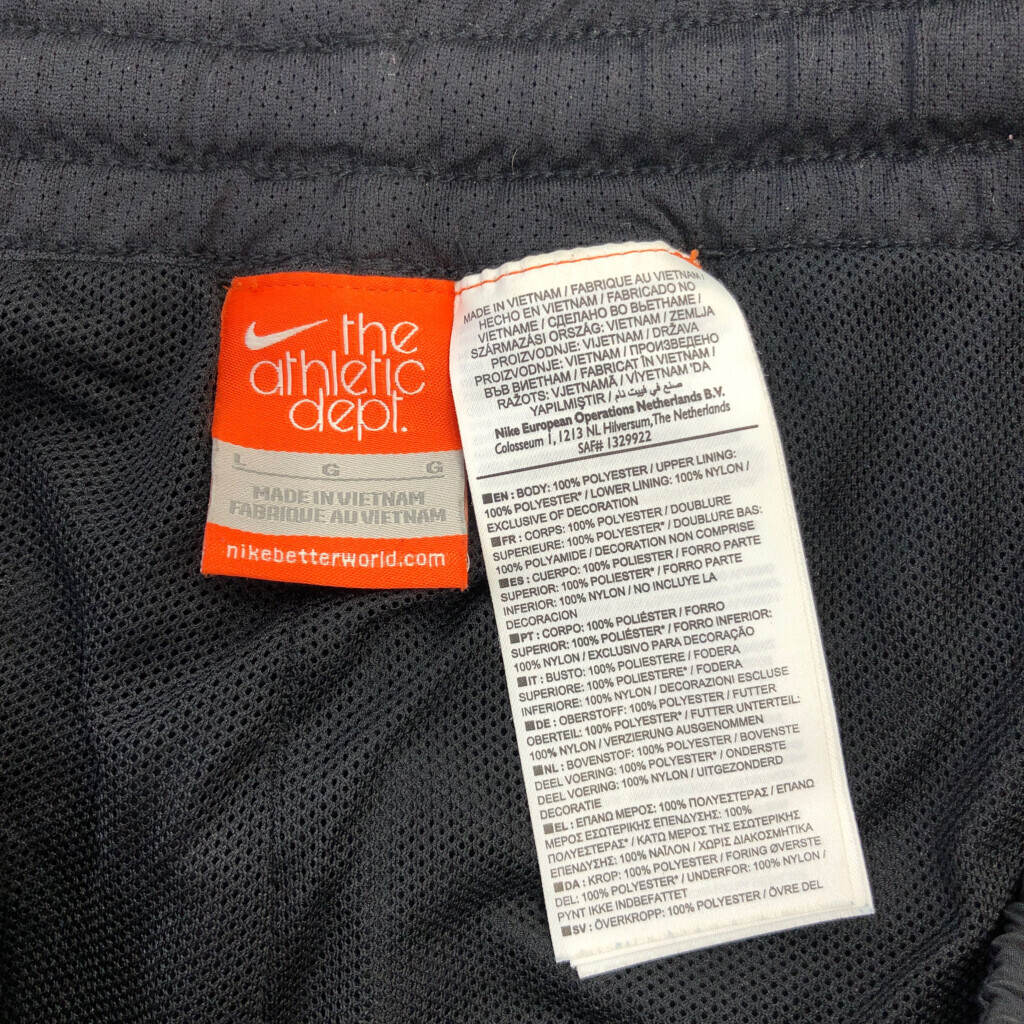 the
athletic
dept.
L G G
MADE IN VIETNAM
FABRIQUE AU VIETNAM
nikebetterworld.com
MADE IN VIETNAM / FABRIQUE AU VIETNAM /
HECHO EN VIETNAM / FABRICADO NO
VIETNAME / СДЕЛАНО ВО ВЬЕТНАМЕ /
SZÁRMAZÁSI ORSZÁG: VIETNAM / ZEMLJA
PROIZVODNJE: VIJETNAM / DRŽAVA
PROIZVODNJE: VIETNAM / ПРОИЗВЕДЕНО
ВЪВ ВИЕТНАМ / FABRICAT ÎN VIETNAM /
RAŽOTS: VJETNAMĀ / VİYETNAM 'DA
YAPILMIŞTIR / صنع في فييت نام
Nike European Operations Netherlands B.V.
Colosseum 1, 1213 NL Hilversum, The Netherlands
SAF# 1329922
EN : BODY: 100% POLYESTER / UPPER LINING:
100% POLYESTER* / LOWER LINING: 100% NYLON /
EXCLUSIVE OF DECORATION
FR : CORPS: 100% POLYESTER / DOUBLURE
SUPERIEURE: 100% POLYESTER* / DOUBLURE BAS:
100% POLYAMIDE / DECORATION NON COMPRISE
ES : CUERPO: 100% POLIESTER / FORRO PARTE
SUPERIOR: 100% POLIESTER* / FORRO PARTE
INFERIOR: 100% NYLON / NO INCLUYE LA
DECORACION
PT : CORPO: 100% POLIÉSTER / FORRO
SUPERIOR: 100% POLIÉSTER* / FORRO INFERIOR:
100% NYLON / EXCLUSIVO PARA DECORAÇÃO
IT : BUSTO: 100% POLIESTERE / FODERA
SUPERIORE: 100% POLIESTERE* / FODERA
INFERIORE: 100% NYLON / DECORAZIONI ESCLUSE
DE : OBERSTOFF: 100% POLYESTER / FUTTER
OBERTEIL: 100% POLYESTER* / FUTTER UNTERTEIL:
100% NYLON / VERZIERUNG AUSGENOMMEN
NL : BOVENSTOF: 100% POLYESTER / BOVENSTE
DEEL VOERING: 100% POLYESTER* / ONDERSTE
DEEL VOERING: 100% NYLON / UITGEZONDERD
DECORATIE
EL : ΕΠΑΝΩ ΜΕΡΟΣ: 100% ΠΟΛΥΕΣΤΕΡΑΣ / ΕΠΑΝΩ
ΜΕΡΟΣ ΕΣΩΤΕΡΙΚΗΣ ΕΠΕΝΔΥΣΗΣ: 100%
ΠΟΛΥΕΣΤΕΡΑΣ* / ΚΑΤΩ ΜΕΡΟΣ ΤΗΣ ΕΣΩΤΕΡΙΚΗΣ
ΕΠΕΝΔΥΣΗΣ: 100% ΝΑΪΛΟΝ / ΧΩΡΙΣ ΔΙΑΚΟΣΜΗΤΙΚΑ
DA : KROP: 100% POLYESTER / FORING ØVERSTE
DEL: 100% POLYESTER* / UNDERFOR: 100% NYLON /
PYNT IKKE INDBEFATTET
SV : ÖVERKROPP: 100% POLYESTER / ÖVRE DEL